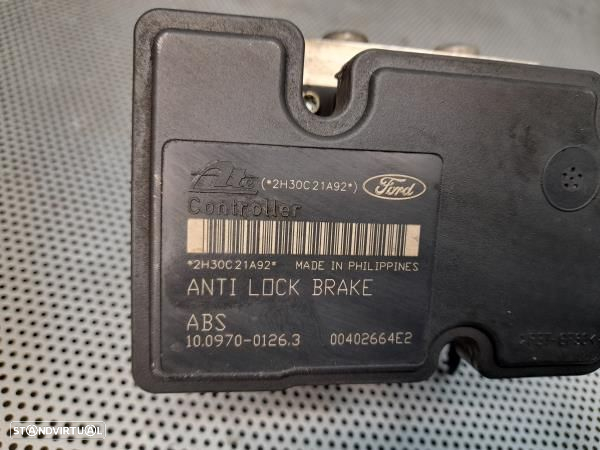 Ate (*2H30C21A92*) Ford
Controller
*2H30C21A92* MADE IN PHILIPPINES
ANTI LOCK BRAKE
ABS
10.0970-0126.3 00402664E2
STANDVIRTUAL